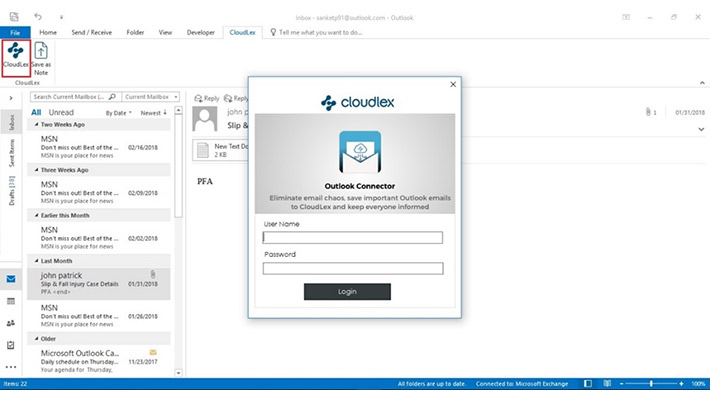 Inbox - sanketp91@outlook.com - Outlook
File Home Send / Receive Folder View Developer CloudLex Tell me what you want to do...
CloudLex Save as
Note
CloudLex
Search Current Mailbox (... Current Mailbox
All Unread By Date Newest
Two Weeks Ago
MSN
Don't miss out! Best of the ... 02/16/2018
MSN is your place for news
Three Weeks Ago
MSN
Don't miss out! Best of the ... 02/09/2018
MSN is your place for news
Earlier this Month
MSN
Don't miss out! Best of the ... 02/02/2018
MSN is your place for news
Last Month
john patrick
Slip & Fall Injury Case Details 01/31/2018
PFA <end>
MSN
Don't miss out! Best of the ... 01/26/2018
MSN is your place for news
Older
Microsoft Outlook Ca...
Daily schedule on Thursday... 11/23/2017
Your agenda for Thursday,
Inbox
Sent Items
Drafts [38]
Reply Reply
john p
Slip &
1 01/31/2018
New Text Do
2 KB
PFA
cloudlex
Outlook Connector
Eliminate email chaos, save important Outlook emails
to CloudLex and keep everyone informed
User Name
Password
Login
Items: 22 All folders are up to date. Connected to: Microsoft Exchange 100%